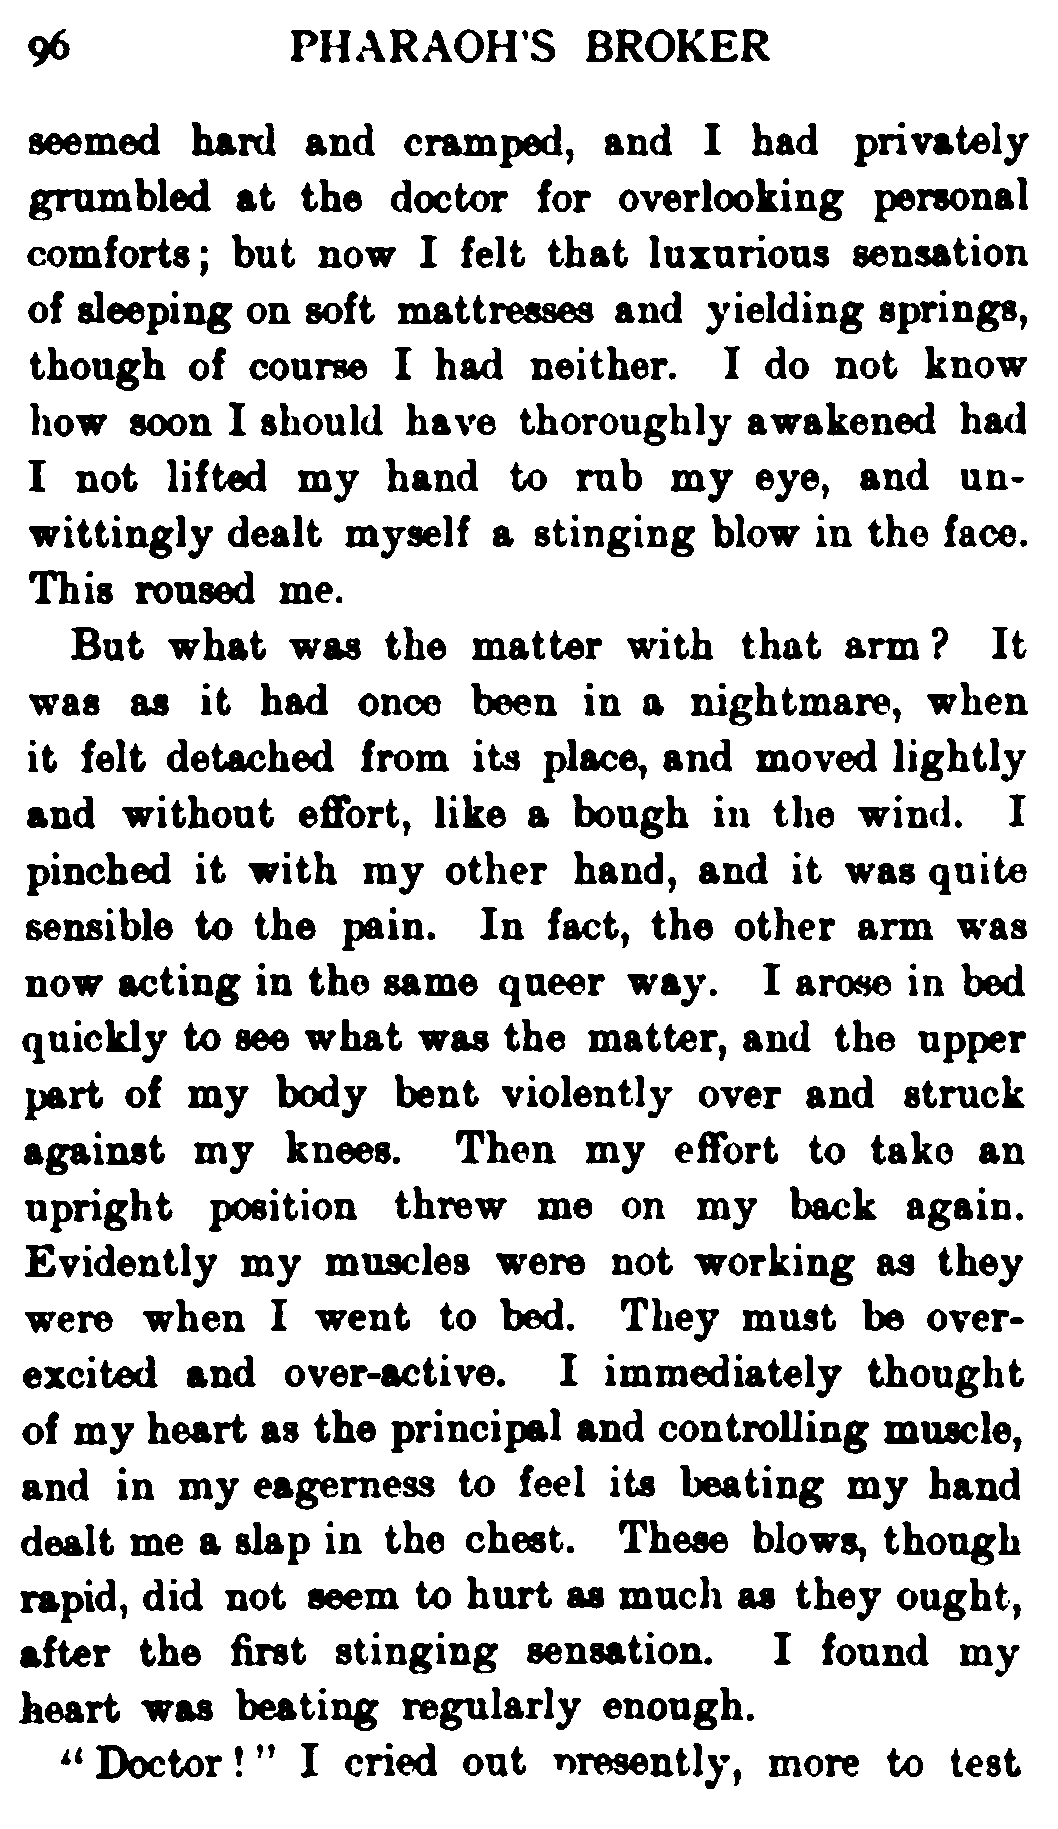 96 PHARAOH'S BROKER
seemed hard and cramped, and I had privately
grumbled at the doctor for overlooking personal
comforts; but now I felt that luxurious sensation
of sleeping on soft mattresses and yielding springs,
though of course I had neither. I do not know
how soon I should have thoroughly awakened had
I not lifted my hand to rub my eye, and un-
wittingly dealt myself a stinging blow in the face.
This roused me.
But what was the matter with that arm? It
was as it had once been in a nightmare, when
it felt detached from its place, and moved lightly
and without effort, like a bough in the wind. I
pinched it with my other hand, and it was quite
sensible to the pain. In fact, the other arm was
now acting in the same queer way. I arose in bed
quickly to see what was the matter, and the upper
part of my body bent violently over and struck
against my knees. Then my effort to take an
upright position threw me on my back again.
Evidently my muscles were not working as they
were when I went to bed. They must be over-
excited and over-active. I immediately thought
of my heart as the principal and controlling muscle,
and in my eagerness to feel its beating my hand
dealt me a slap in the chest. These blows, though
rapid, did not seem to hurt as much as they ought,
after the first stinging sensation. I found my
heart was beating regularly enough.
"Doctor!" I cried out presently, more to test